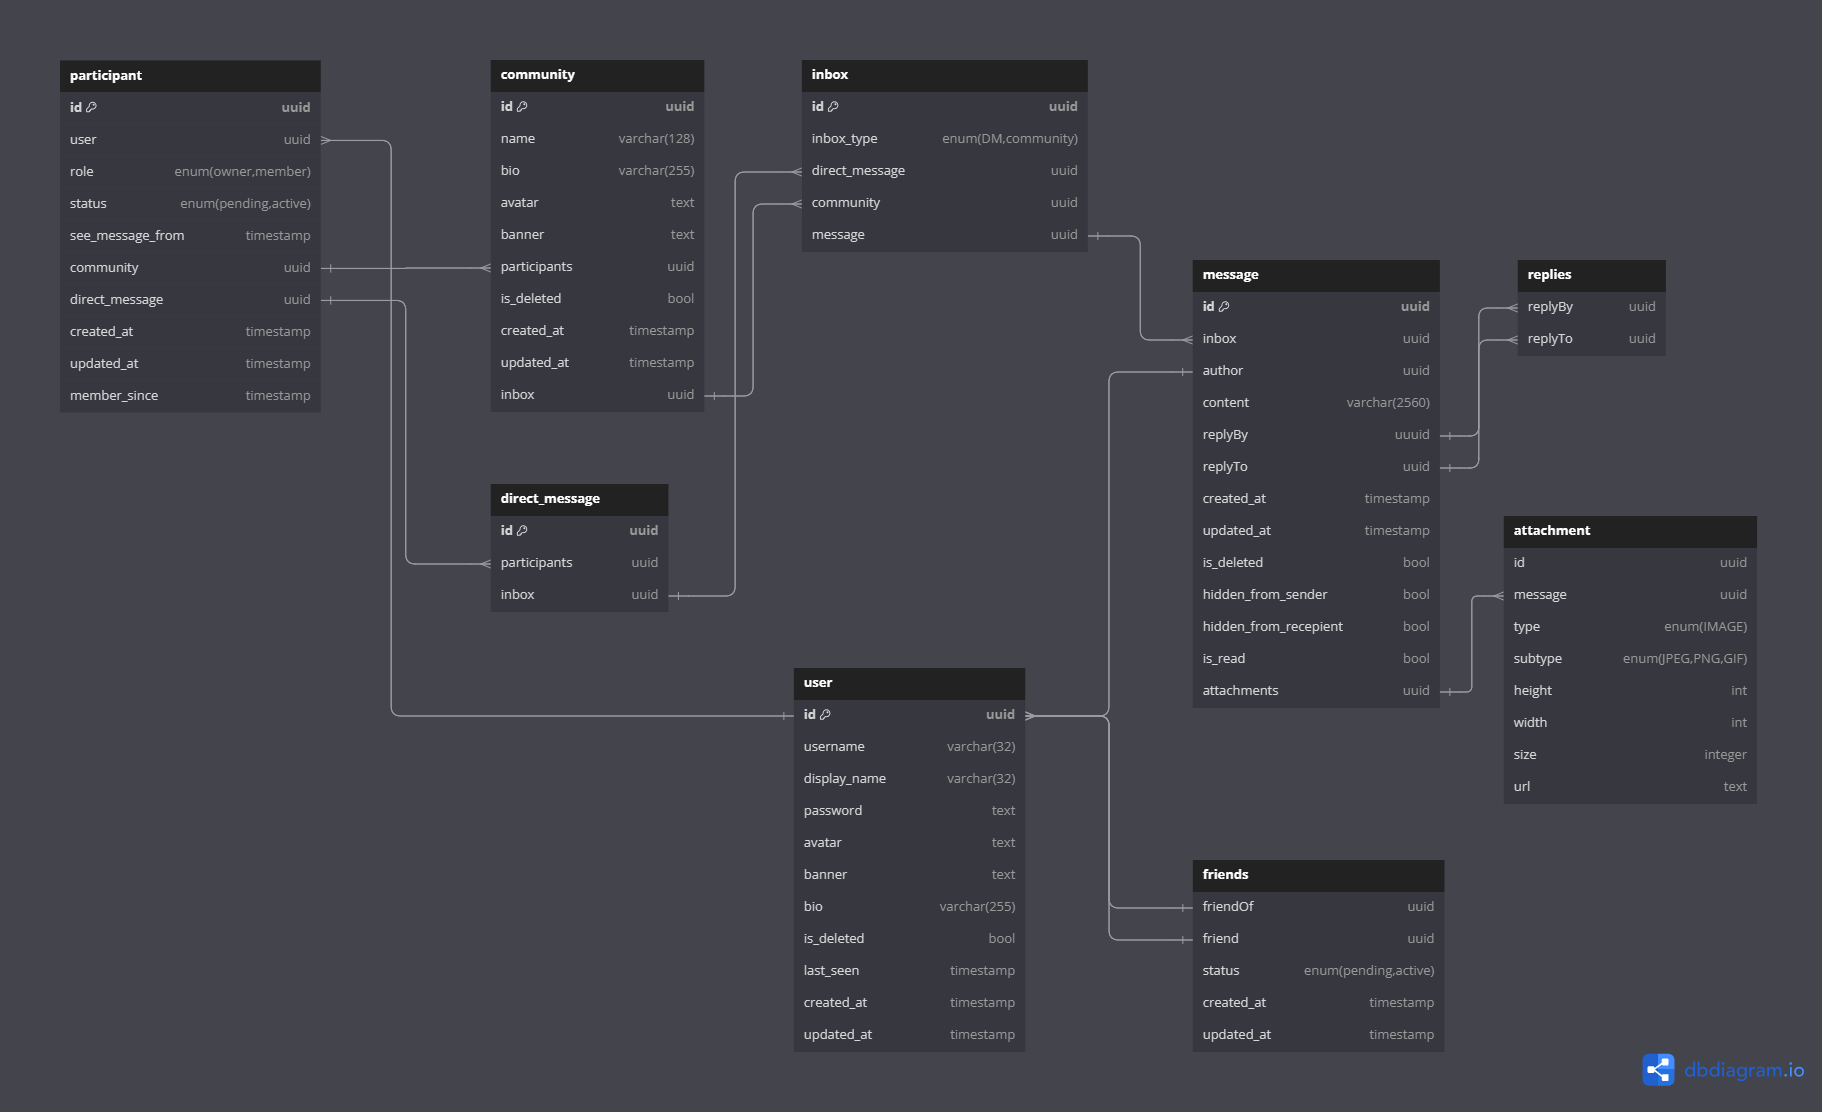 participant
id uuid
user uuid
role enum(owner,member)
status enum(pending,active)
see_message_from timestamp
community uuid
direct_message uuid
created_at timestamp
updated_at timestamp
member_since timestamp
community
id uuid
name varchar(128)
bio varchar(255)
avatar text
banner text
participants uuid
is_deleted bool
created_at timestamp
updated_at timestamp
inbox uuid
inbox
id uuid
inbox_type enum(DM,community)
direct_message uuid
community uuid
message uuid
direct_message
id uuid
participants uuid
inbox uuid
message
id uuid
inbox uuid
author uuid
content varchar(2560)
replyBy uuuid
replyTo uuid
created_at timestamp
updated_at timestamp
is_deleted bool
hidden_from_sender bool
hidden_from_recepient bool
is_read bool
attachments uuid
replies
replyBy uuid
replyTo uuid
attachment
id uuid
message uuid
type enum(IMAGE)
subtype enum(JPEG,PNG,GIF)
height int
width int
size integer
url text
user
id uuid
username varchar(32)
display_name varchar(32)
password text
avatar text
banner text
bio varchar(255)
is_deleted bool
last_seen timestamp
created_at timestamp
updated_at timestamp
friends
friendOf uuid
friend uuid
status enum(pending,active)
created_at timestamp
updated_at timestamp
dbdiagram.io